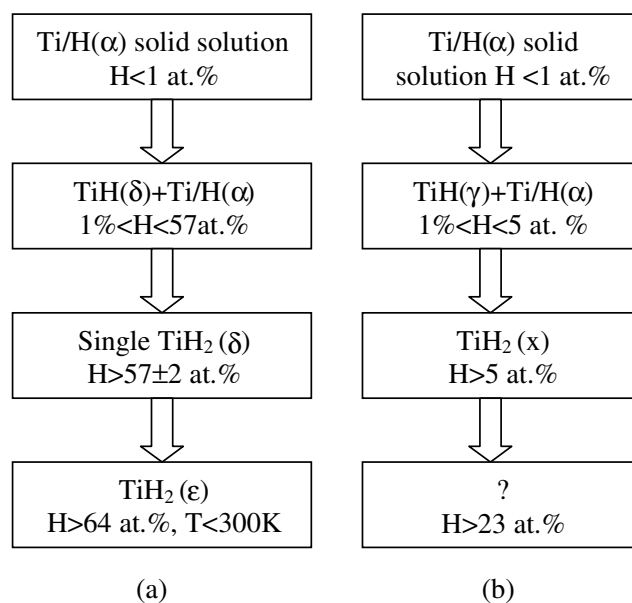 Ti/H(α) solid solution
H<1 at.%
TiH(δ)+Ti/H(α)
1%<H<57at.%
Single TiH₂ (δ)
H>57±2 at.%
TiH₂ (ε)
H>64 at.%, T<300K
(a)
Ti/H(α) solid
solution H <1 at.%
TiH(γ)+Ti/H(α)
1%<H<5 at. %
TiH₂ (x)
H>5 at.%
?
H>23 at.%
(b)